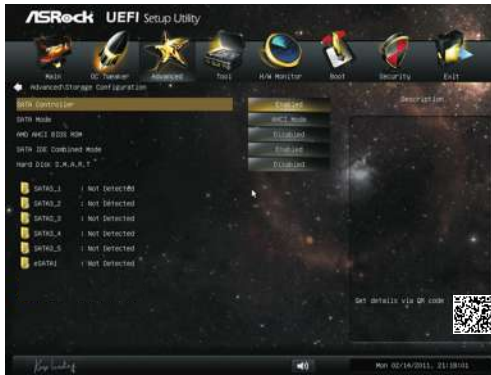 ASRock UEFI Setup Utility
Main OC Tweaker Advanced Tool H/W Monitor Boot Security Exit
Advanced\Storage Configuration
Description
SATA Controller Enabled
SATA Mode AHCI Mode
AMD AHCI BIOS ROM Disabled
SATA IDE Combined Mode Enabled
Hard Disk S.M.A.R.T Disabled
SATA3_1 : Not Detected
SATA3_2 : Not Detected
SATA3_3 : Not Detected
SATA3_4 : Not Detected
SATA3_5 : Not Detected
eSATA1 : Not Detected
Get details via QR code
Mon 02/14/2011, 21:18:01